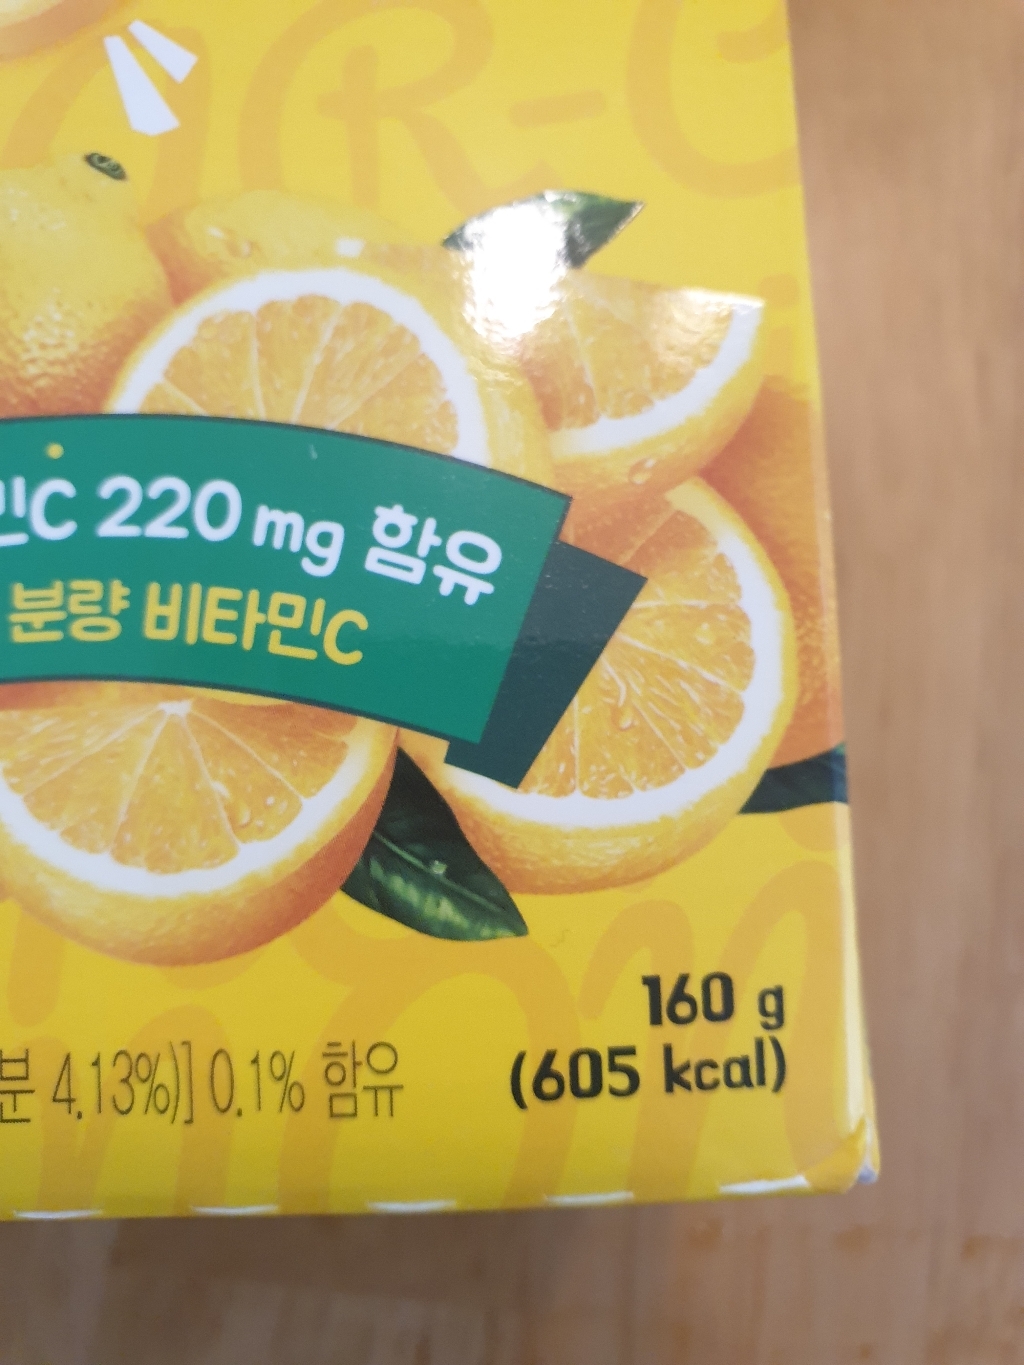 민C 220 mg 함유
분량 비타민C
160 g
분 4.13%)] 0.1% 함유
(605 kcal)